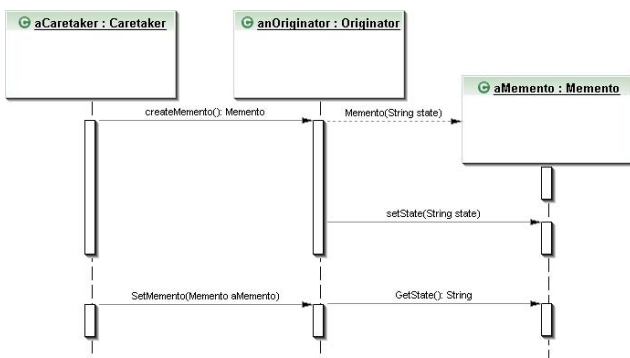 aCaretaker : Caretaker
anOriginator : Originator
aMemento : Memento
createMemento(): Memento
Memento(String state)
setState(String state)
SetMemento(Memento aMemento)
GetState(): String